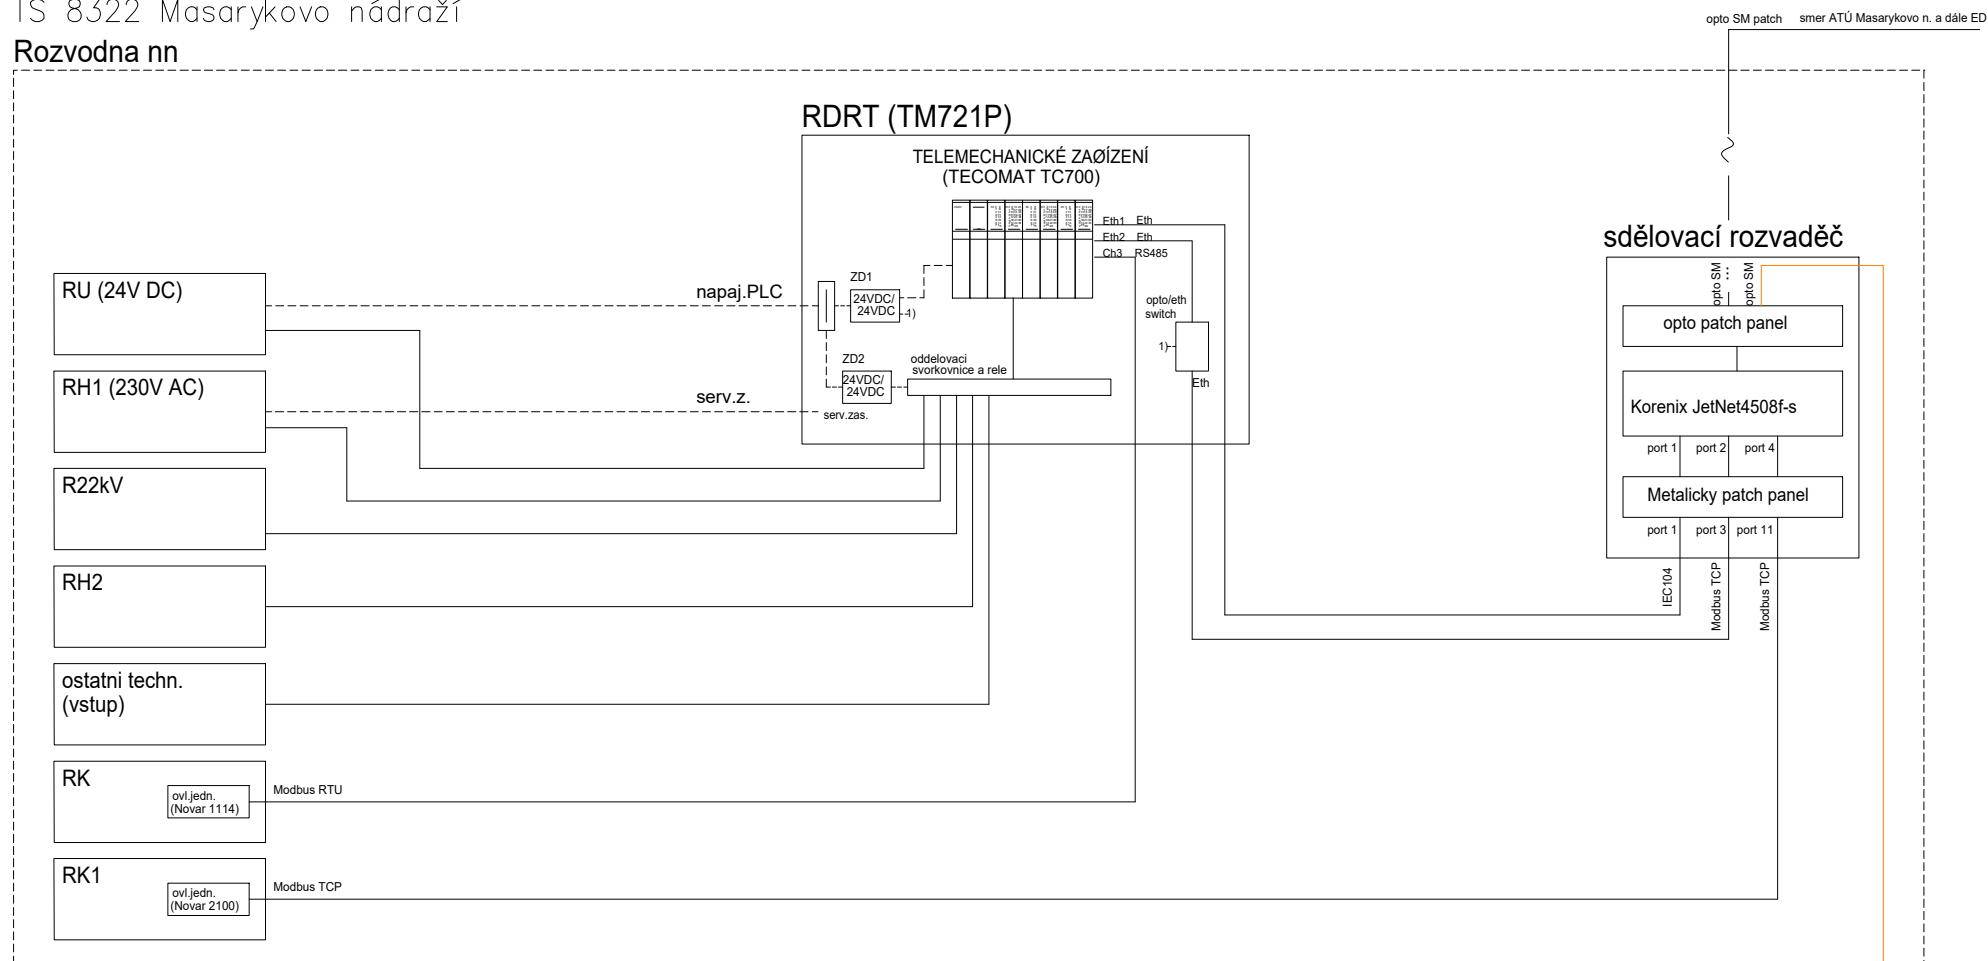 TS 8322 Masarykovo nádraží
opto SM patch smer ATÚ Masarykovo n. a dále ED
Rozvodna nn
RDRT (TM721P)
TELEMECHANICKÉ ZAØÍZENÍ
(TECOMAT TC700)
Eth1 Eth
Eth2 Eth
Ch3 RS485
sdělovací rozvaděč
opto SM
...
opto SM
opto patch panel
Korenix JetNet4508f-s
port 1 port 2 port 4
Metalicky patch panel
port 1 port 3 port 11
IEC104
Modbus TCP
Modbus TCP
RU (24V DC)
napaj.PLC
ZD1
24VDC/
24VDC
1)
opto/eth
switch
1)
Eth
ZD2
24VDC/
24VDC
oddelovaci
svorkovnice a rele
RH1 (230V AC)
serv.z.
serv.zas.
R22kV
RH2
ostatni techn.
(vstup)
RK
ovl.jedn.
(Novar 1114)
Modbus RTU
RK1
ovl.jedn.
(Novar 2100)
Modbus TCP